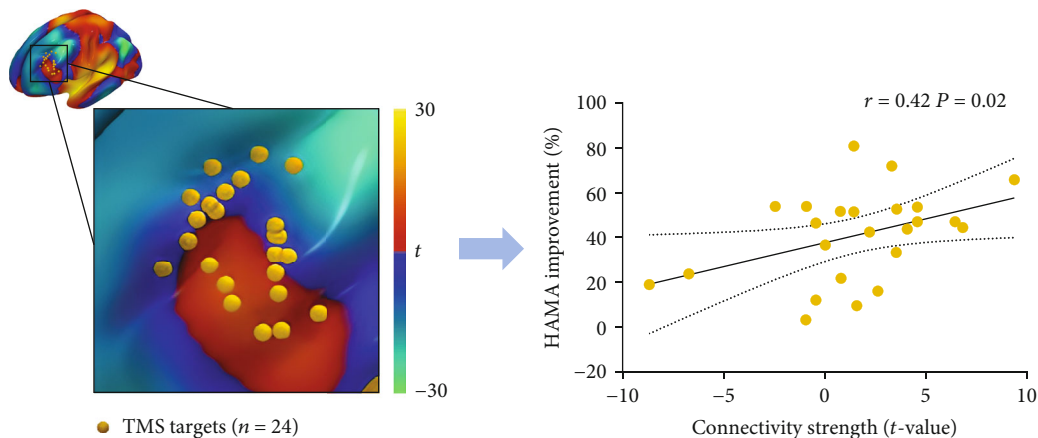 30
t
−30
TMS targets (n = 24)
r = 0.42 P = 0.02
HAMA improvement (%)
100
80
60
40
20
0
−20
−10
−5
0
5
10
Connectivity strength (t-value)